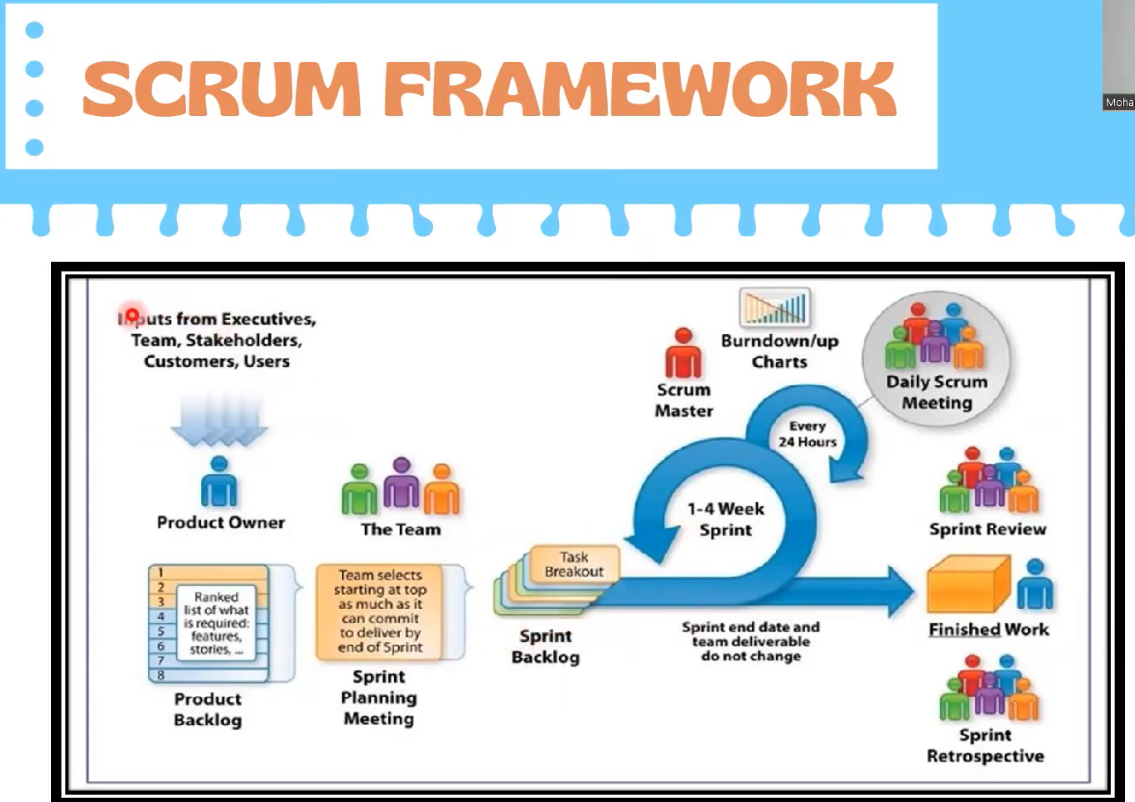 SCRUM FRAMEWORK
Moha
Inputs from Executives,
Team, Stakeholders,
Customers, Users
Product Owner
The Team
1
2
3
4
5
6
7
8
Ranked
list of what
is required:
features,
stories, ...
Product
Backlog
Team selects
starting at top
as much as it
can commit
to deliver by
end of Sprint
Sprint
Planning
Meeting
Task
Breakout
Sprint
Backlog
Scrum
Master
Burndown/up
Charts
Daily Scrum
Meeting
Every
24 Hours
1-4 Week
Sprint
Sprint end date and
team deliverable
do not change
Sprint Review
Finished Work
Sprint
Retrospective